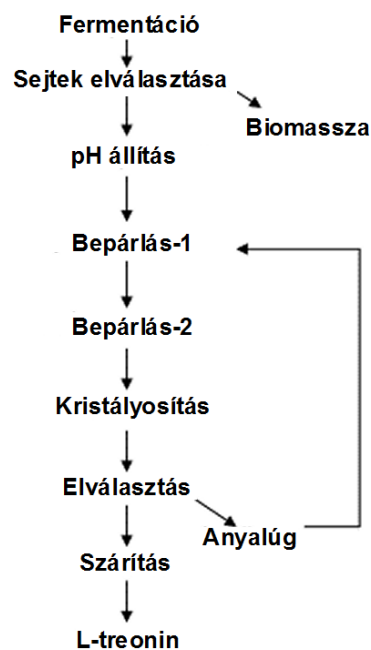 Fermentáció
Sejtek elválasztása
Biomassza
pH állítás
Bepárlás-1
Bepárlás-2
Kristályosítás
Elválasztás
Anyalúg
Szárítás
L-treonin